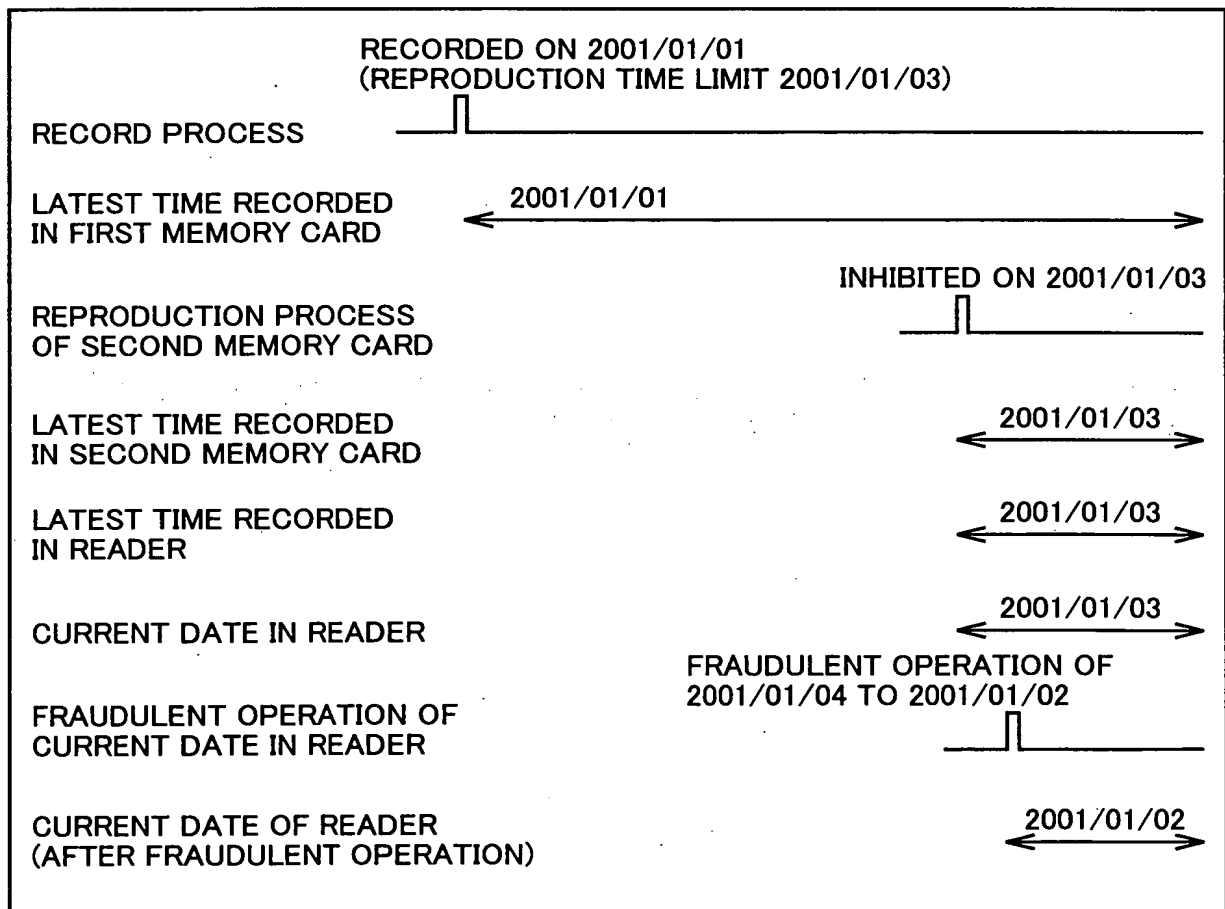 RECORDED ON 2001/01/01
(REPRODUCTION TIME LIMIT 2001/01/03)
RECORD PROCESS
LATEST TIME RECORDED
IN FIRST MEMORY CARD
2001/01/01
INHIBITED ON 2001/01/03
REPRODUCTION PROCESS
OF SECOND MEMORY CARD
LATEST TIME RECORDED
IN SECOND MEMORY CARD
2001/01/03
LATEST TIME RECORDED
IN READER
2001/01/03
CURRENT DATE IN READER
2001/01/03
FRAUDULENT OPERATION OF
2001/01/04 TO 2001/01/02
FRAUDULENT OPERATION OF
CURRENT DATE IN READER
CURRENT DATE OF READER
(AFTER FRAUDULENT OPERATION)
2001/01/02